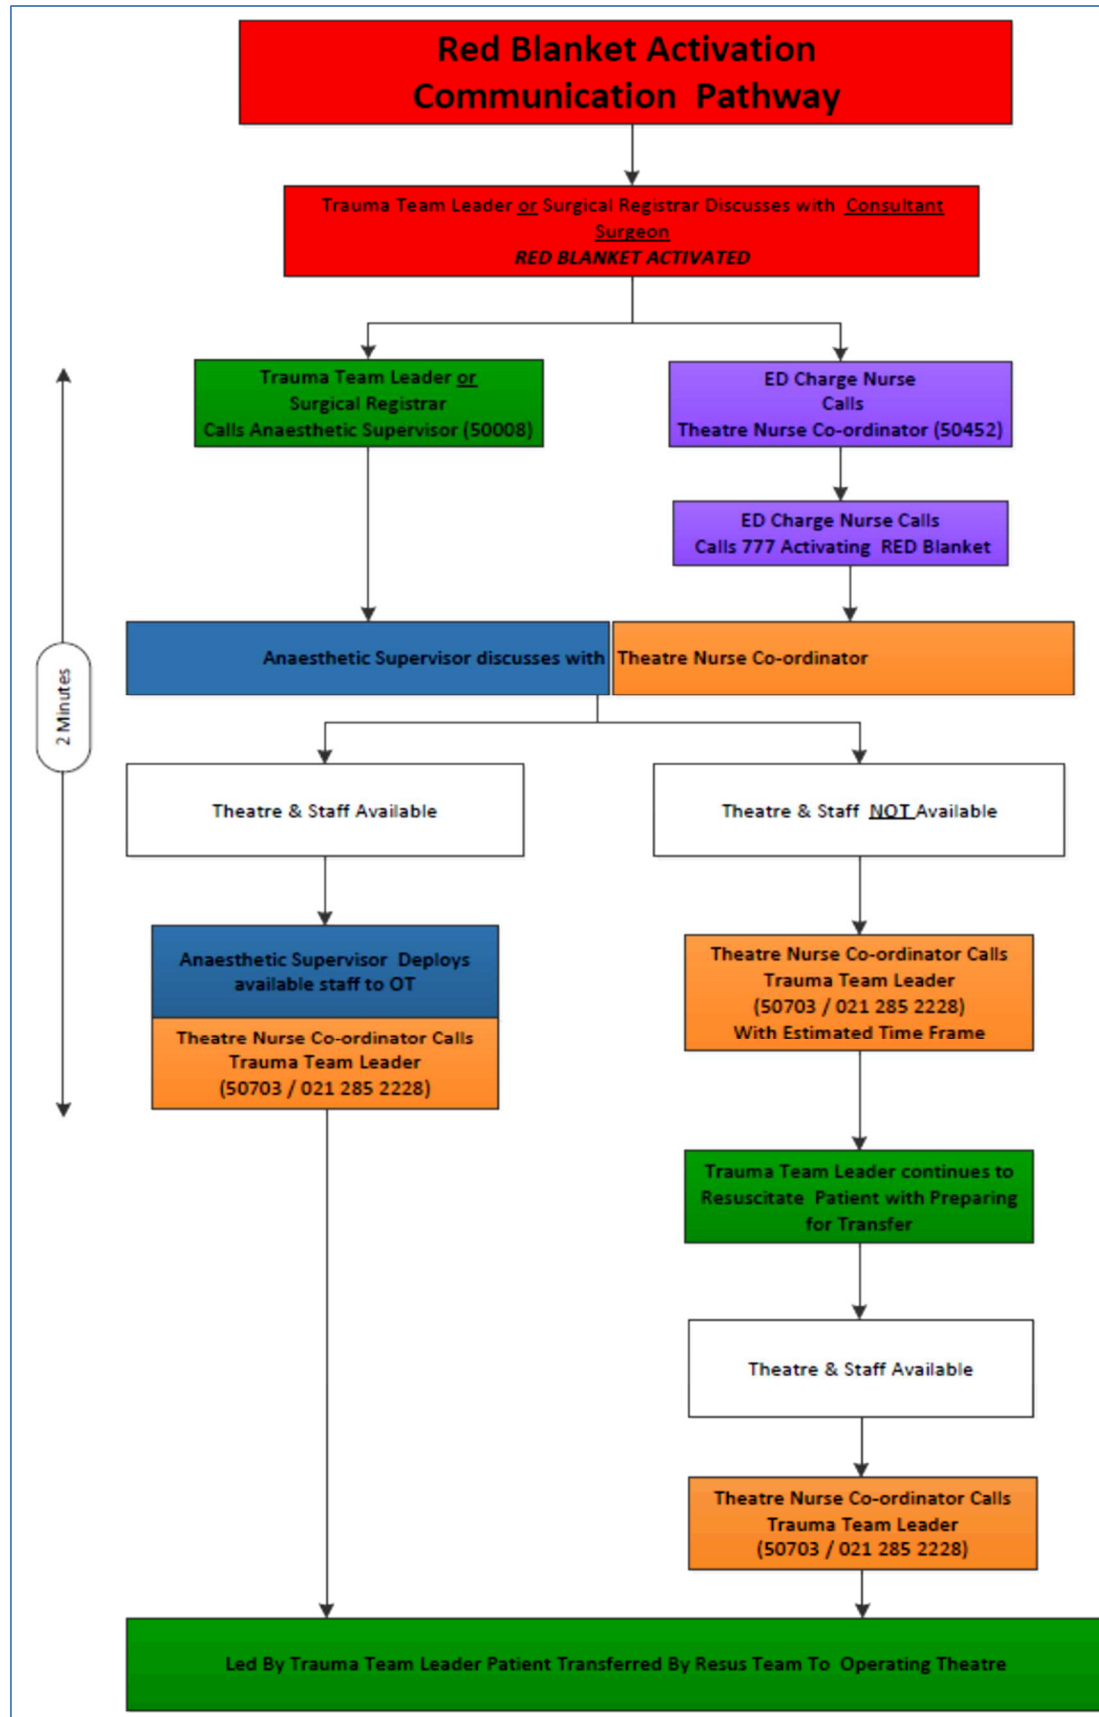 Red Blanket Activation
Communication Pathway
Trauma Team Leader or Surgical Registrar Discusses with Consultant
Surgeon
RED BLANKET ACTIVATED
Trauma Team Leader or
Surgical Registrar
Calls Anaesthetic Supervisor (50008)
ED Charge Nurse
Calls
Theatre Nurse Co-ordinator (50452)
ED Charge Nurse Calls
Calls 777 Activating RED Blanket
2 Minutes
Anaesthetic Supervisor discusses with Theatre Nurse Co-ordinator
Theatre & Staff Available
Theatre & Staff NOT Available
Anaesthetic Supervisor Deploys
available staff to OT
Theatre Nurse Co-ordinator Calls
Trauma Team Leader
(50703 / 021 285 2228)
Theatre Nurse Co-ordinator Calls
Trauma Team Leader
(50703 / 021 285 2228)
With Estimated Time Frame
Trauma Team Leader continues to
Resuscitate Patient with Preparing
for Transfer
Theatre & Staff Available
Theatre Nurse Co-ordinator Calls
Trauma Team Leader
(50703 / 021 285 2228)
Led By Trauma Team Leader Patient Transferred By Resus Team To Operating Theatre